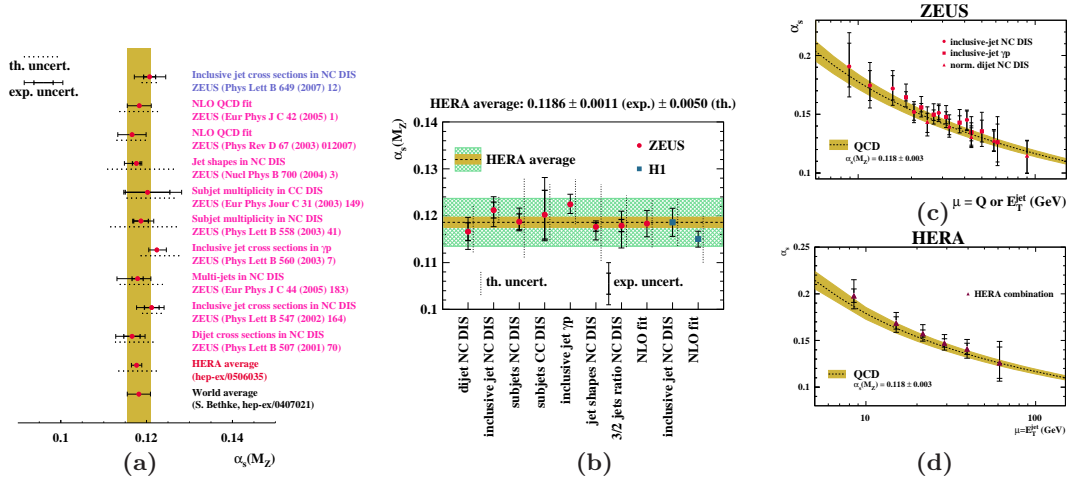 th. uncert.
exp. uncert.
Inclusive jet cross sections in NC DIS
ZEUS (Phys Lett B 649 (2007) 12)
NLO QCD fit
ZEUS (Eur Phys J C 42 (2005) 1)
NLO QCD fit
ZEUS (Phys Rev D 67 (2003) 012007)
Jet shapes in NC DIS
ZEUS (Nucl Phys B 700 (2004) 3)
Subjet multiplicity in CC DIS
ZEUS (Eur Phys Jour C 31 (2003) 149)
Subjet multiplicity in NC DIS
ZEUS (Phys Lett B 558 (2003) 41)
Inclusive jet cross sections in γp
ZEUS (Phys Lett B 560 (2003) 7)
Multi-jets in NC DIS
ZEUS (Eur Phys J C 44 (2005) 183)
Inclusive jet cross sections in NC DIS
ZEUS (Phys Lett B 547 (2002) 164)
Dijet cross sections in NC DIS
ZEUS (Phys Lett B 507 (2001) 70)
HERA average
(hep-ex/0506035)
World average
(S. Bethke, hep-ex/0407021)
0.1 0.12 0.14
(a)
αs(MZ)
HERA average: 0.1186 ± 0.0011 (exp.) ± 0.0050 (th.)
αs(MZ)
0.14
0.13
0.12
0.11
0.1
HERA average
ZEUS
H1
th. uncert.
exp. uncert.
dijet NC DIS
inclusive jet NC DIS
subjets NC DIS
subjets CC DIS
inclusive jet γp
jet shapes NC DIS
3/2 jets ratio NC DIS
NLO fit
inclusive jet NC DIS
NLO fit
(b)
ZEUS
αs
0.2
0.15
0.1
inclusive-jet NC DIS
inclusive-jet γp
norm. dijet NC DIS
QCD
αs(MZ) = 0.118 ± 0.003
(c)
μ = Q or ETjet (GeV)
HERA
αs
0.25
0.2
0.15
0.1
HERA combination
QCD
αs(MZ) = 0.118 ± 0.003
10 100
μ=ETjet (GeV)
(d)